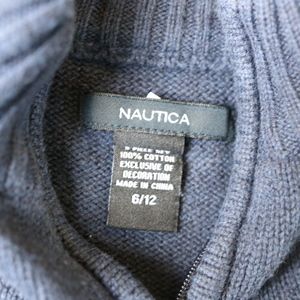 NAUTICA
100% COTTON
EXCLUSIVE OF
DECORATION
MADE IN CHINA
6/12